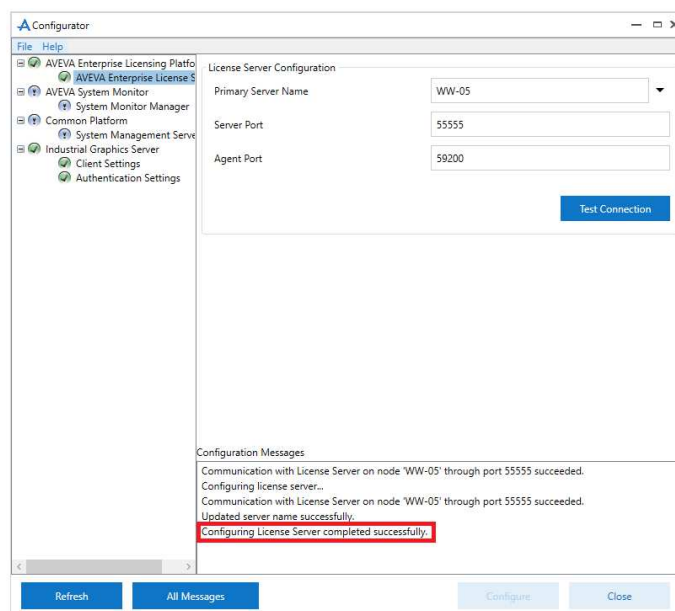 Configurator
File Help
AVEVA Enterprise Licensing Platfo
AVEVA Enterprise License S
AVEVA System Monitor
System Monitor Manager
Common Platform
System Management Serve
Industrial Graphics Server
Client Settings
Authentication Settings
License Server Configuration
Primary Server Name
WW-05
Server Port
55555
Agent Port
59200
Test Connection
Configuration Messages
Communication with License Server on node 'WW-05' through port 55555 succeeded.
Configuring license server...
Communication with License Server on node 'WW-05' through port 55555 succeeded.
Updated server name successfully.
Configuring License Server completed successfully.
Refresh
All Messages
Configure
Close